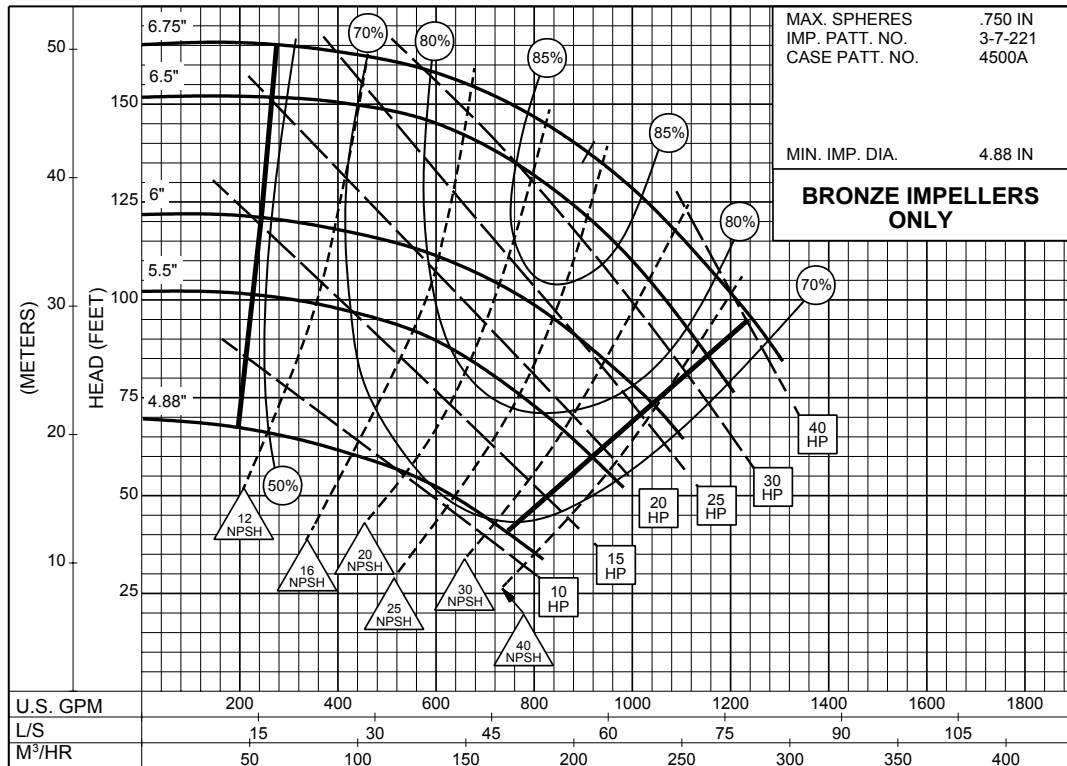 MAX. SPHERES .750 IN
IMP. PATT. NO. 3-7-221
CASE PATT. NO. 4500A
MIN. IMP. DIA. 4.88 IN
BRONZE IMPELLERS
ONLY
(METERS)
HEAD (FEET)
50
40
30
20
10
150
125
100
75
50
25
6.75"
6.5"
6"
5.5"
4.88"
70%
80%
85%
85%
80%
70%
50%
12
NPSH
16
NPSH
20
NPSH
25
NPSH
30
NPSH
40
NPSH
10
HP
15
HP
20
HP
25
HP
30
HP
40
HP
U.S. GPM 200 400 600 800 1000 1200 1400 1600 1800
L/S 15 30 45 60 75 90 105
M³/HR 50 100 150 200 250 300 350 400